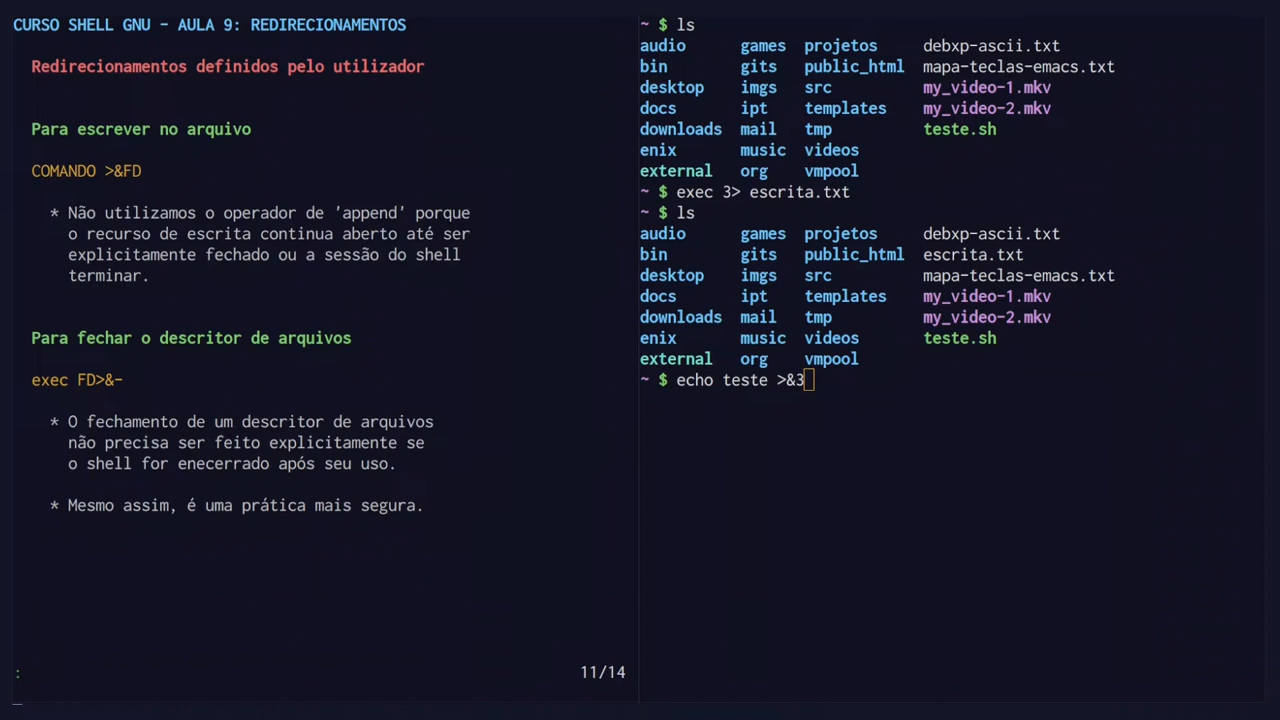 CURSO SHELL GNU - AULA 9: REDIRECIONAMENTOS
Redirecionamentos definidos pelo utilizador
Para escrever no arquivo
COMANDO >&FD
* Não utilizamos o operador de 'append' porque
o recurso de escrita continua aberto até ser
explicitamente fechado ou a sessão do shell
terminar.
Para fechar o descritor de arquivos
exec FD>&-
* O fechamento de um descritor de arquivos
não precisa ser feito explicitamente se
o shell for enecerrado após seu uso.
* Mesmo assim, é uma prática mais segura.
:
11/14
~ $ ls
audio games projetos debxp-ascii.txt
bin gits public_html mapa-teclas-emacs.txt
desktop imgs src my_video-1.mkv
docs ipt templates my_video-2.mkv
downloads mail tmp teste.sh
enix music videos
external org vmpool
~ $ exec 3> escrita.txt
~ $ ls
audio games projetos debxp-ascii.txt
bin gits public_html escrita.txt
desktop imgs src mapa-teclas-emacs.txt
docs ipt templates my_video-1.mkv
downloads mail tmp my_video-2.mkv
enix music videos teste.sh
external org vmpool
~ $ echo teste >&3